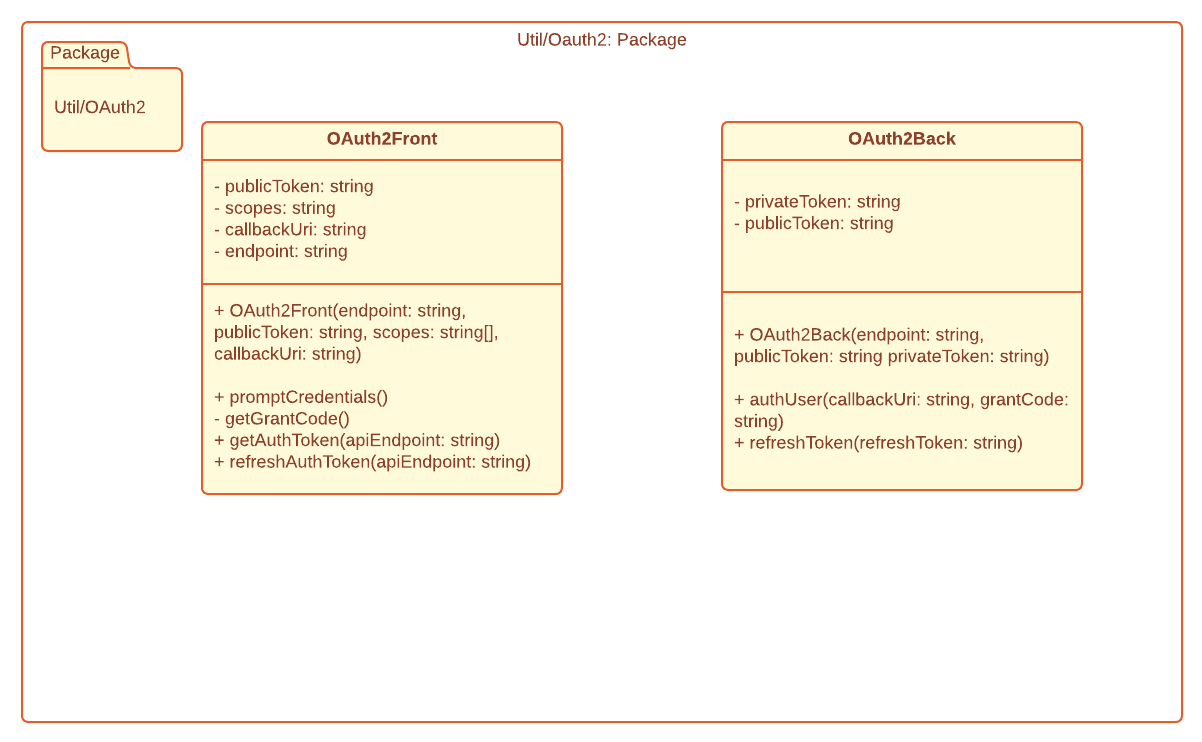 Util/Oauth2: Package
Package
Util/OAuth2
OAuth2Front
- publicToken: string
- scopes: string
- callbackUri: string
- endpoint: string
+ OAuth2Front(endpoint: string,
publicToken: string, scopes: string[],
callbackUri: string)
+ promptCredentials()
- getGrantCode()
+ getAuthToken(apiEndpoint: string)
+ refreshAuthToken(apiEndpoint: string)
OAuth2Back
- privateToken: string
- publicToken: string
+ OAuth2Back(endpoint: string,
publicToken: string privateToken: string)
+ authUser(callbackUri: string, grantCode:
string)
+ refreshToken(refreshToken: string)